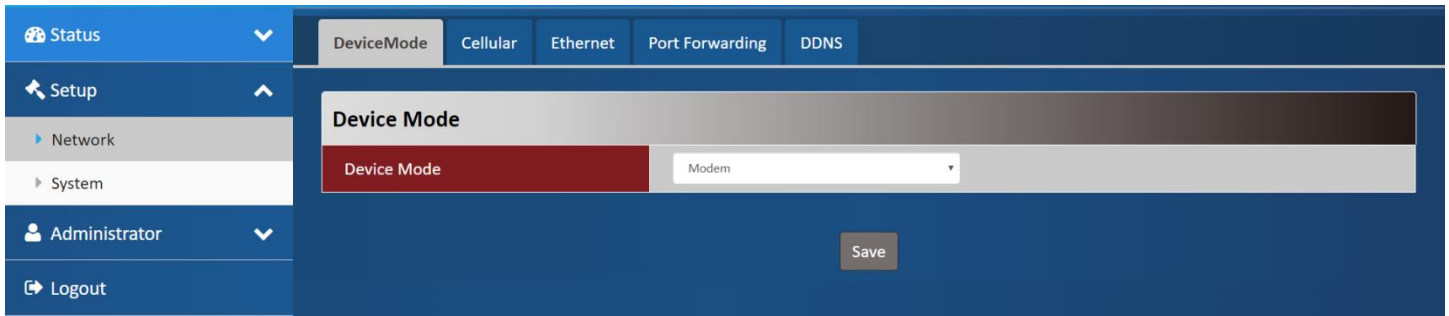 Status
Setup
Network
System
Administrator
Logout
DeviceMode Cellular Ethernet Port Forwarding DDNS
Device Mode
Device Mode Modem
Save